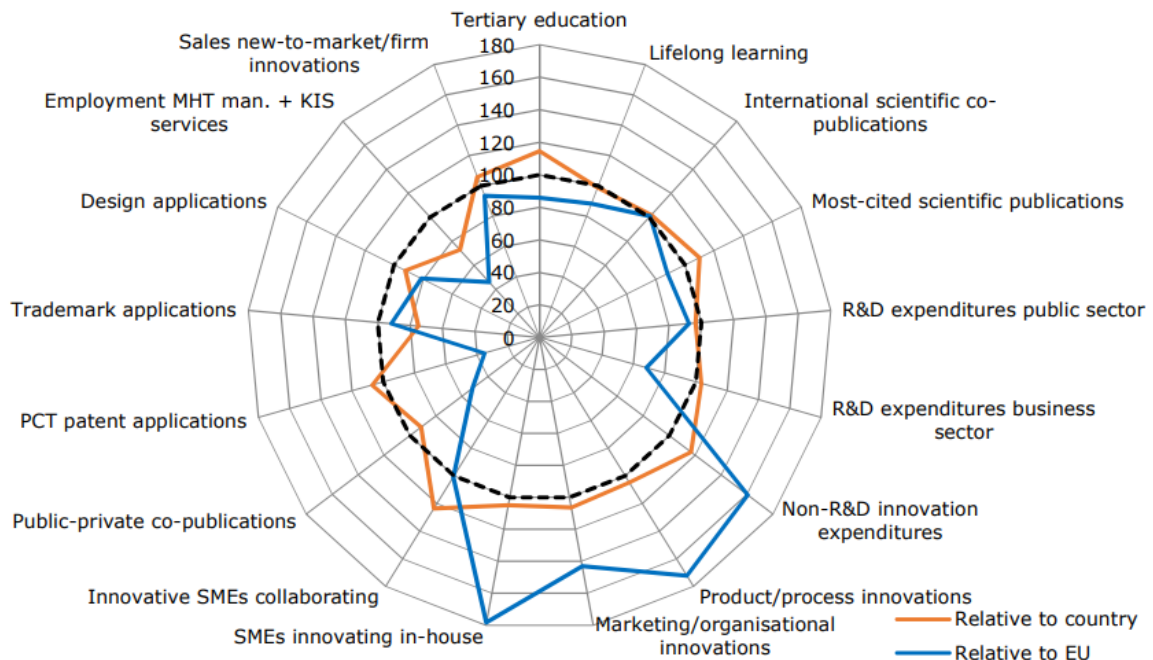 Tertiary education
Sales new-to-market/firm
innovations
Lifelong learning
Employment MHT man. + KIS
services
International scientific co-
publications
Design applications
Most-cited scientific publications
Trademark applications
R&D expenditures public sector
PCT patent applications
R&D expenditures business
sector
Public-private co-publications
Non-R&D innovation
expenditures
Innovative SMEs collaborating
Product/process innovations
SMEs innovating in-house
Marketing/organisational
innovations
180
160
140
120
100
80
60
40
20
0
Relative to country
Relative to EU